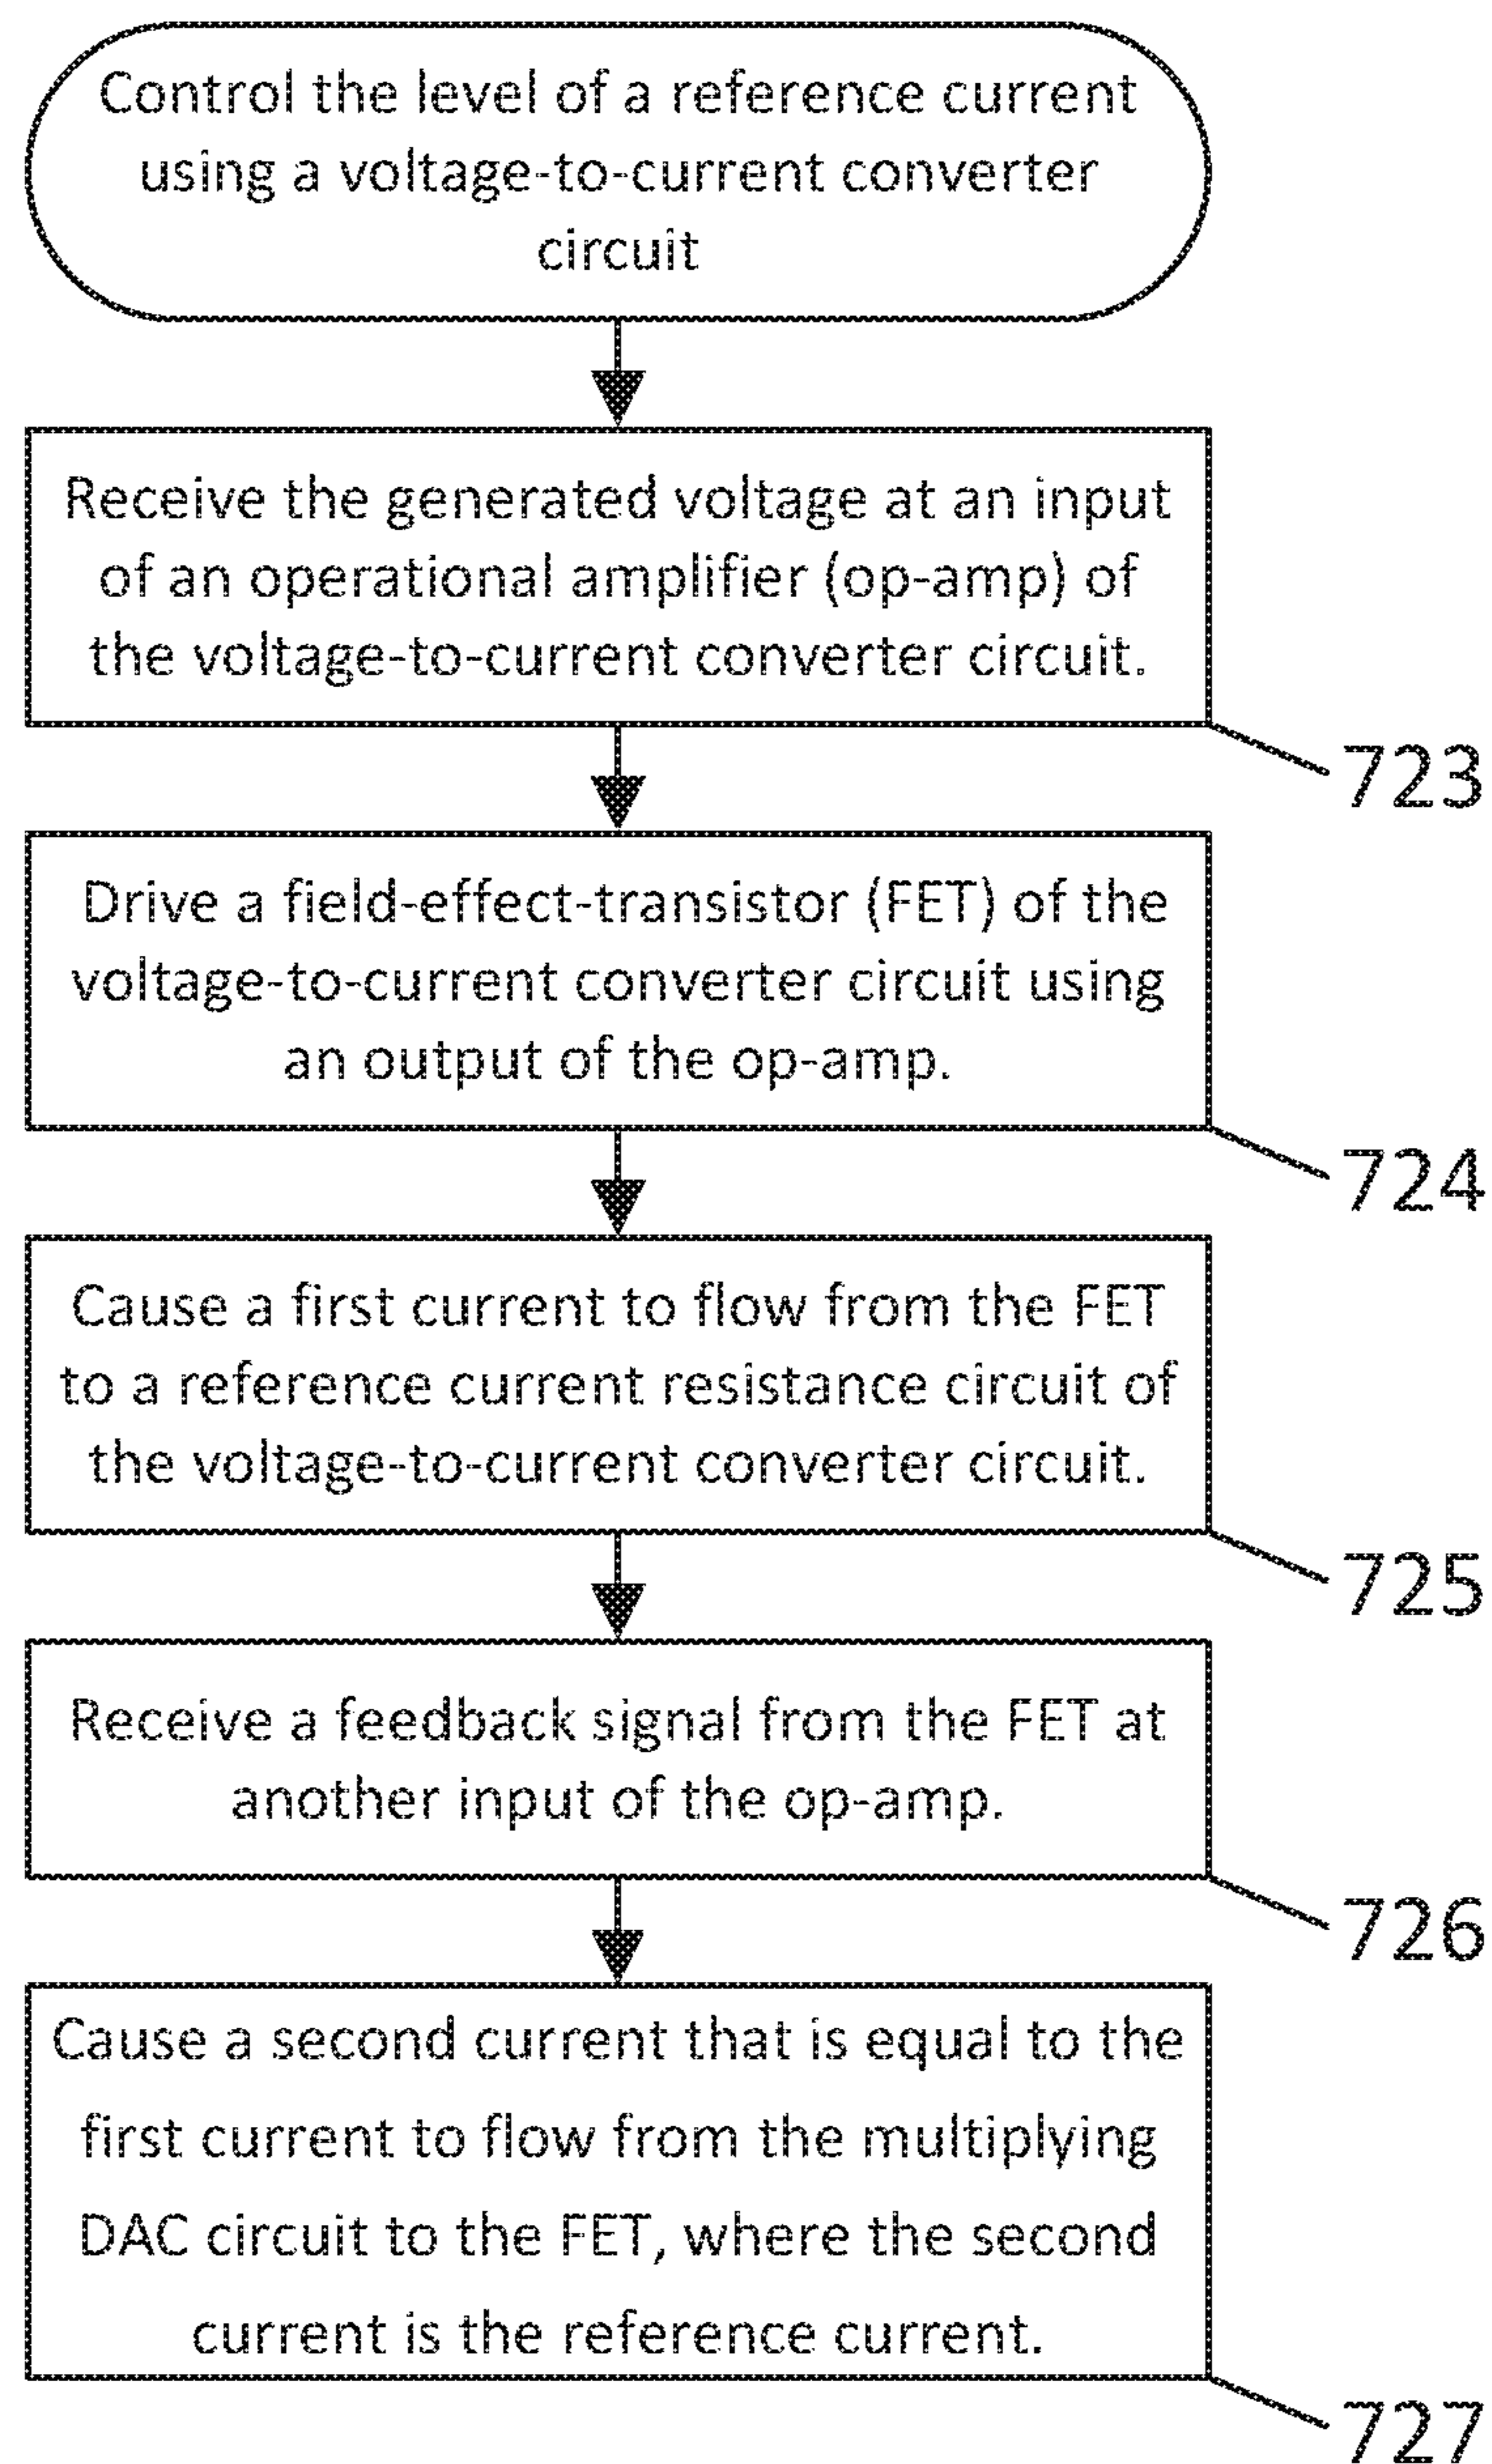 Control the level of a reference current
using a voltage-to-current converter
circuit
Receive the generated voltage at an input
of an operational amplifier (op-amp) of
the voltage-to-current converter circuit.
723
Drive a field-effect-transistor (FET) of the
voltage-to-current converter circuit using
an output of the op-amp.
724
Cause a first current to flow from the FET
to a reference current resistance circuit of
the voltage-to-current converter circuit.
725
Receive a feedback signal from the FET at
another input of the op-amp.
726
Cause a second current that is equal to the
first current to flow from the multiplying
DAC circuit to the FET, where the second
current is the reference current.
727